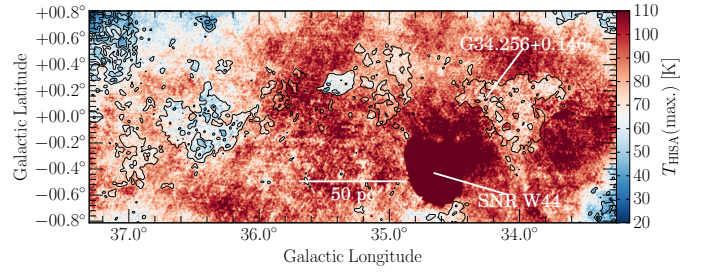 +00.8°
+00.6°
+00.4°
+00.2°
+00.0°
−00.2°
−00.4°
−00.6°
−00.8°
Galactic Latitude
G34.256+0.146
50 pc
SNR W44
37.0° 36.0° 35.0° 34.0°
Galactic Longitude
110
100
90
80
70
60
50
40
30
20
T_HISA(max.) [K]